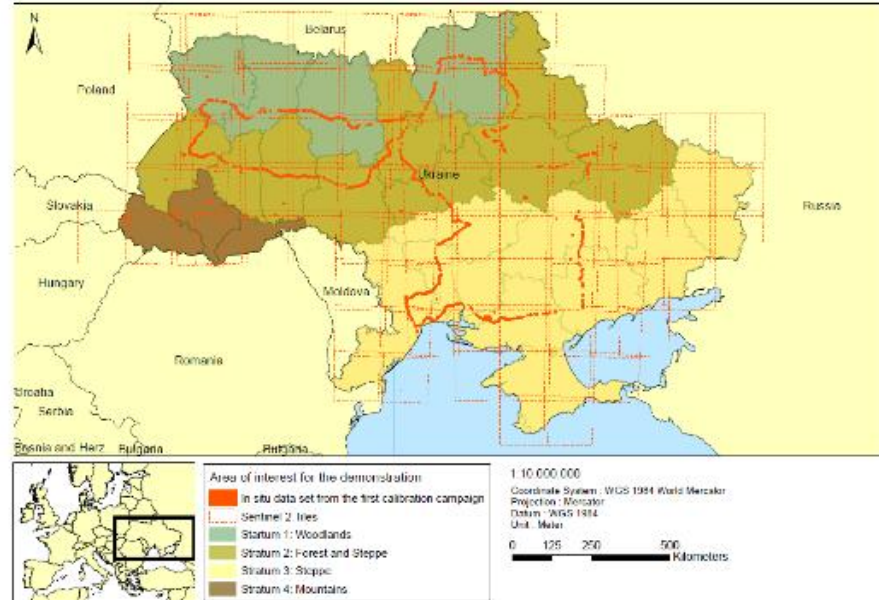 N
Belarus
Poland
Ukraine
Slovakia
Russia
Hungary
Moldova
Romania
Croatia
Serbia
Bosnia and Herz
Bulgaria
Bulgaria
Area of interest for the demonstration
In situ data set from the first calibration campaign
Sentinel 2 Tiles
Startum 1: Woodlands
Stratum 2: Forest and Steppe
Stratum 3: Steppe
Stratum 4: Mountains
1:10 000 000
Coordinate System : WGS 1984 World Mercator
Projection : Mercator
Datum : WGS 1984
Unit : Meter
0 125 250 500
Kilometers